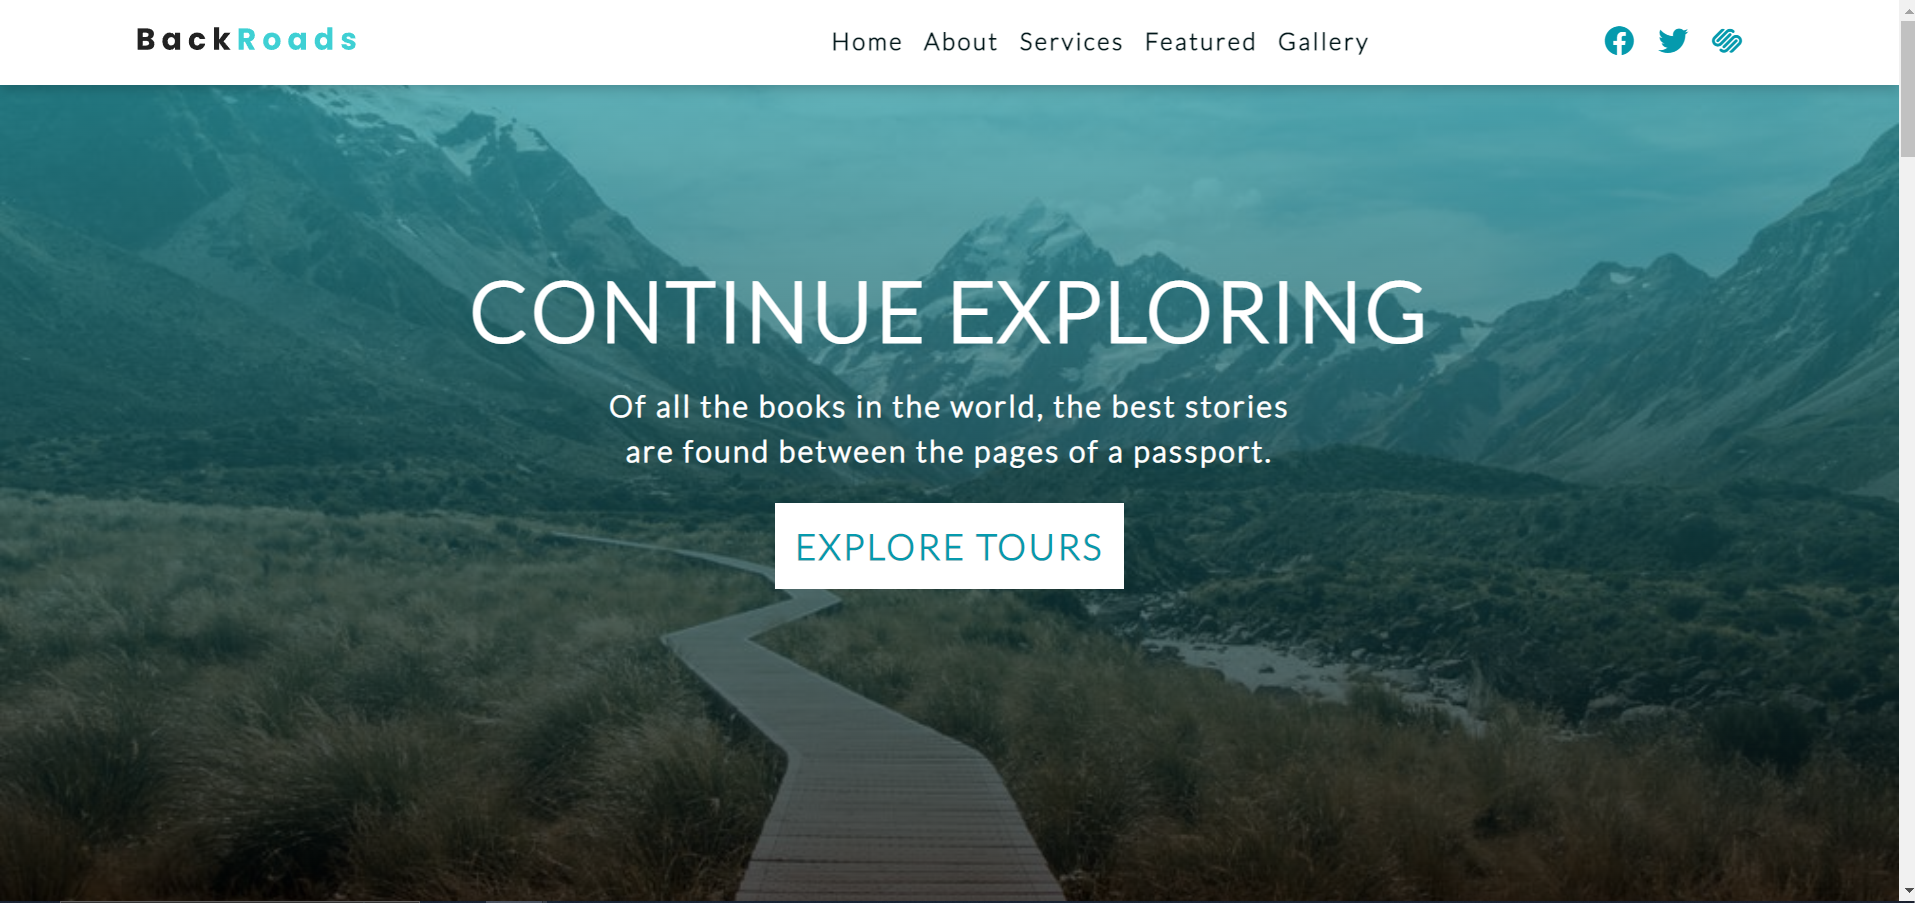 BackRoads
Home About Services Featured Gallery
CONTINUE EXPLORING
Of all the books in the world, the best stories
are found between the pages of a passport.
EXPLORE TOURS